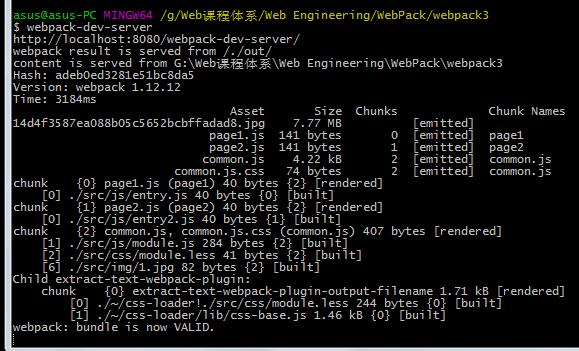 asus@asus-PC MINGW64 /g/Web课程体系/Web Engineering/WebPack/webpack3
$ webpack-dev-server
http://localhost:8080/webpack-dev-server/
webpack result is served from /./out/
content is served from G:\Web课程体系\Web Engineering\WebPack\webpack3
Hash: adeb0ed3281e51bc8da5
Version: webpack 1.12.12
Time: 3184ms
Asset Size Chunks Chunk Names
14d4f3587ea088b05c5652bcbffadad8.jpg 7.77 MB [emitted]
page1.js 141 bytes 0 [emitted] page1
page2.js 141 bytes 1 [emitted] page2
common.js 4.22 kB 2 [emitted] common.js
common.js.css 74 bytes 2 [emitted] common.js
chunk {0} page1.js (page1) 40 bytes {2} [rendered]
[0] ./src/js/entry.js 40 bytes {0} [built]
chunk {1} page2.js (page2) 40 bytes {2} [rendered]
[0] ./src/js/entry2.js 40 bytes {1} [built]
chunk {2} common.js, common.js.css (common.js) 407 bytes [rendered]
[1] ./src/js/module.js 284 bytes {2} [built]
[2] ./src/css/module.less 41 bytes {2} [built]
[6] ./src/img/1.jpg 82 bytes {2} [built]
Child extract-text-webpack-plugin:
chunk {0} extract-text-webpack-plugin-output-filename 1.71 kB [rendered]
[0] ./~/css-loader!./src/css/module.less 244 bytes {0} [built]
[1] ./~/css-loader/lib/css-base.js 1.46 kB {0} [built]
webpack: bundle is now VALID.